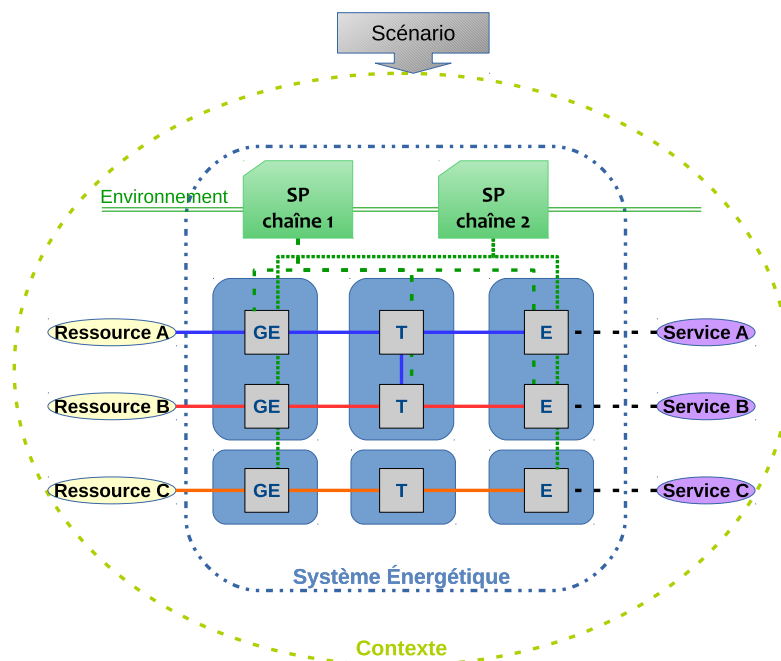 Scénario
Environnement
SP
chaîne 1
SP
chaîne 2
Ressource A
GE
T
E
Service A
Ressource B
GE
T
E
Service B
Ressource C
GE
T
E
Service C
Système Énergétique
Contexte